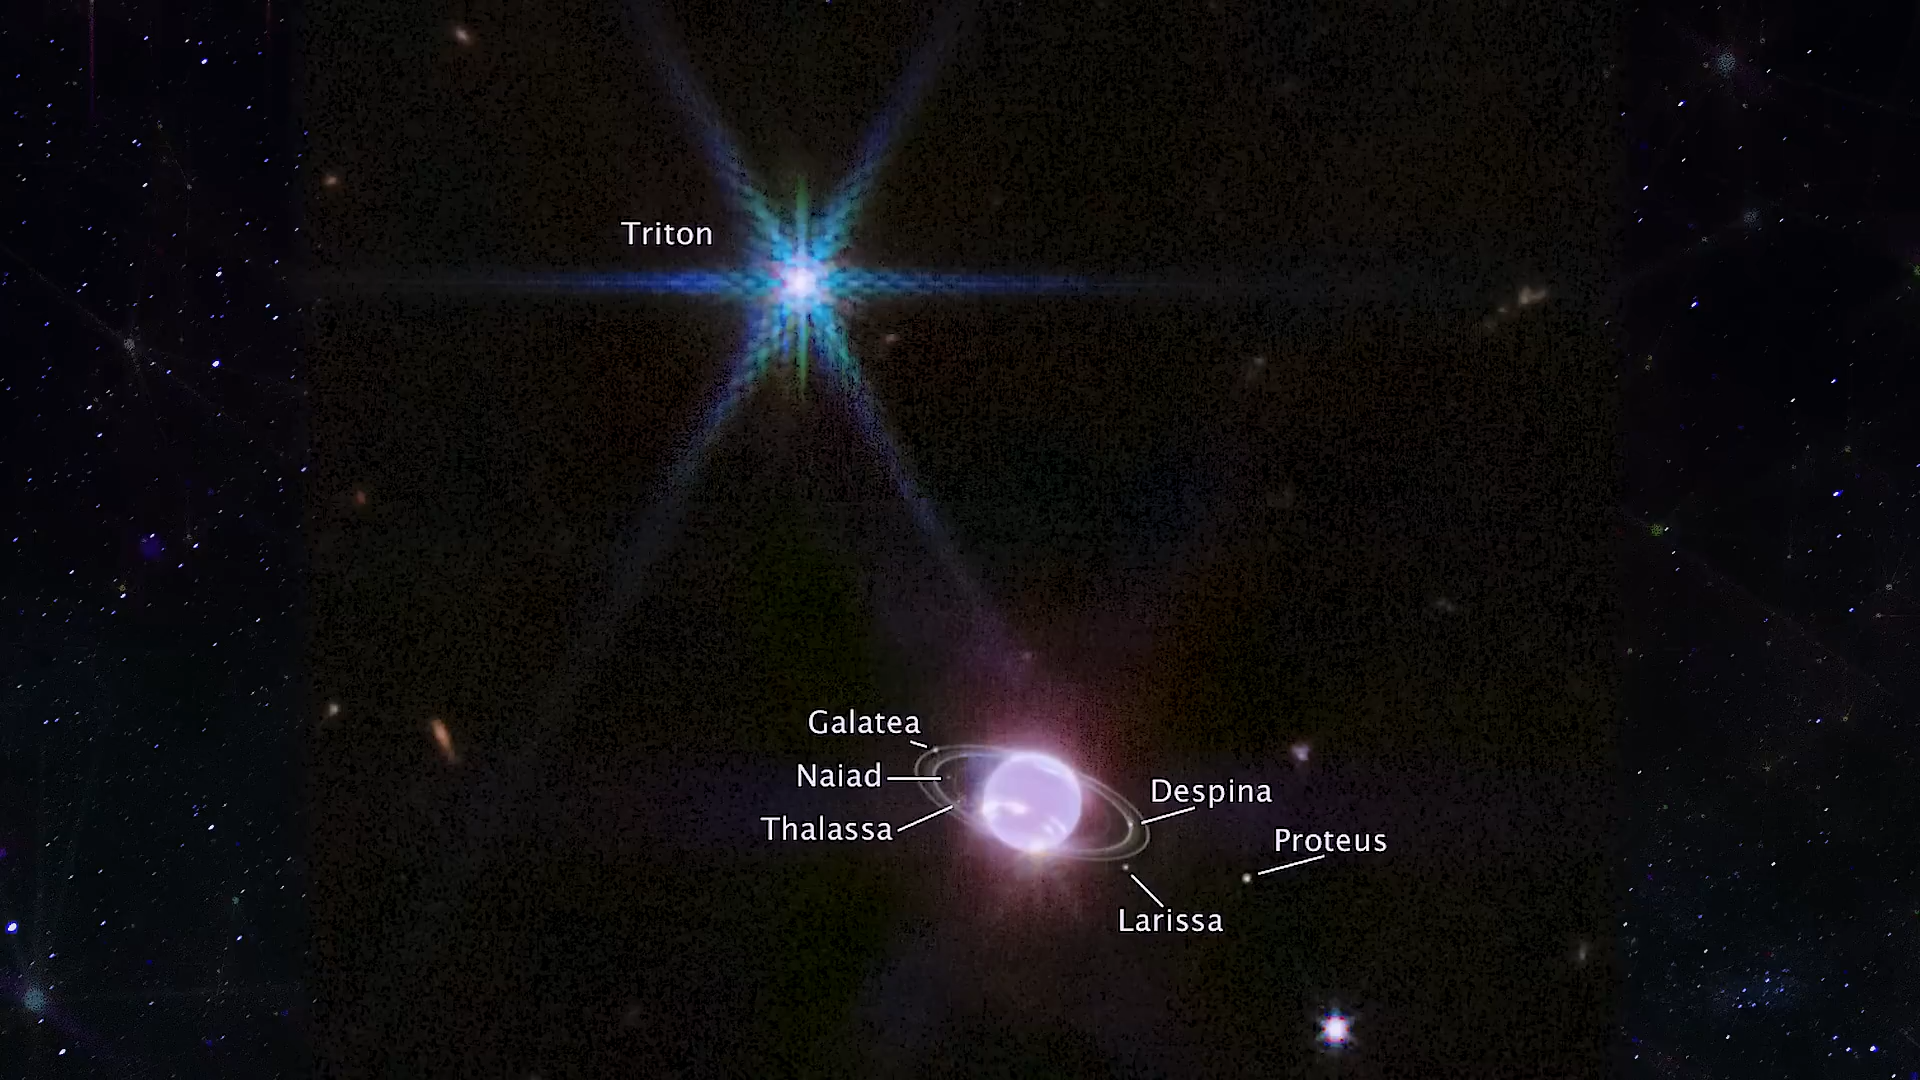 Triton
Galatea
Naiad
Thalassa
Despina
Proteus
Larissa